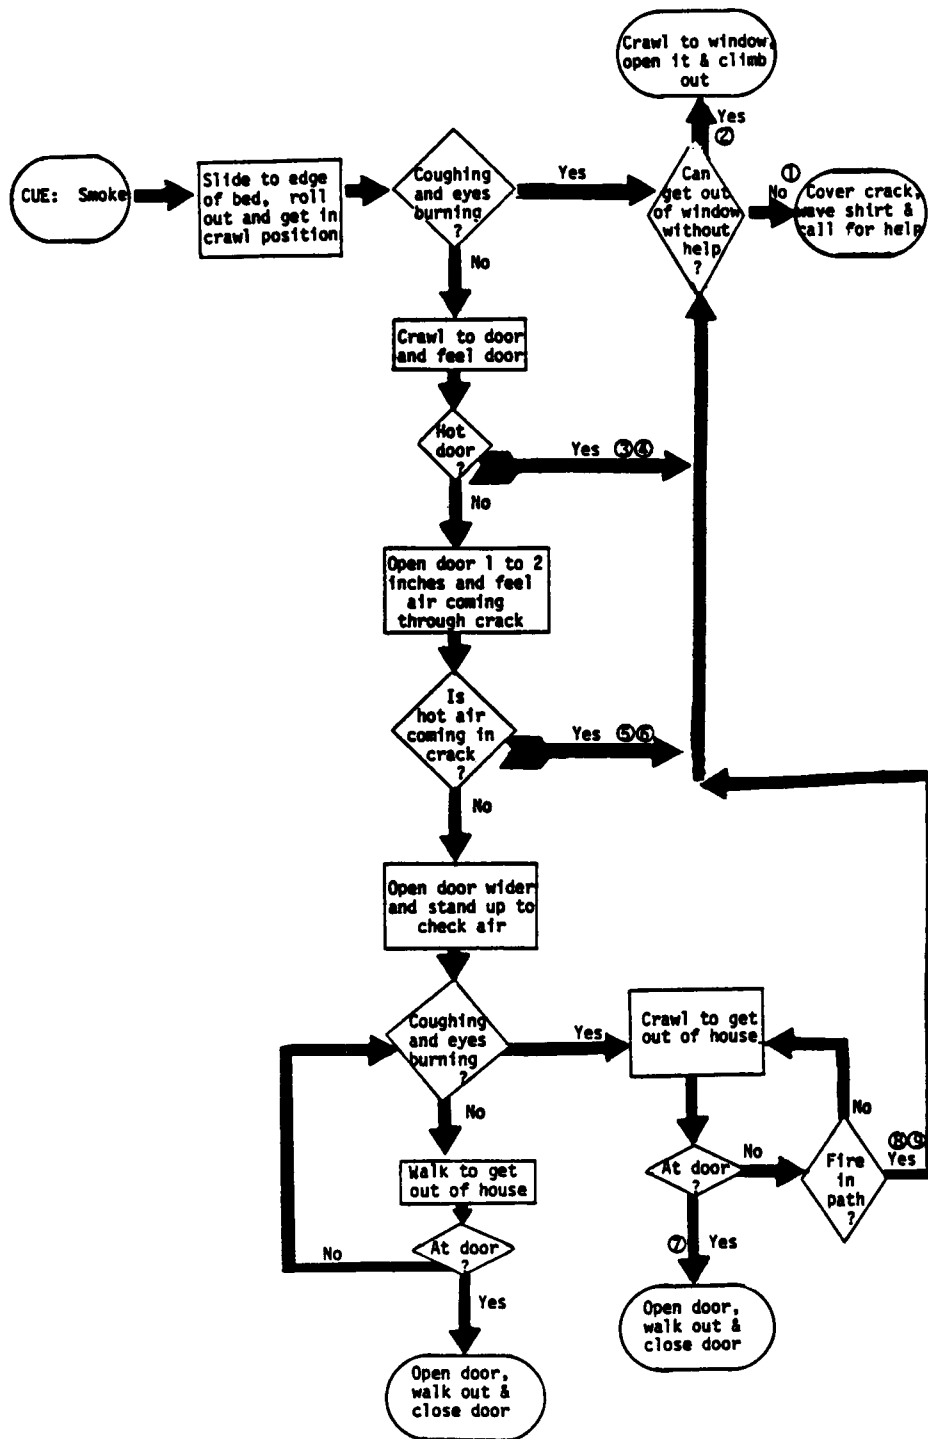 Crawl to window,
open it & climb
out
Yes
②
CUE: Smoke
Slide to edge
of bed, roll
out and get in
crawl position
Coughing
and eyes
burning
?
Yes
Can
get out
of window
without
help
?
No ①
Cover crack,
wave shirt &
call for help
No
Crawl to door
and feel door
Hot
door
?
Yes ③④
No
Open door 1 to 2
inches and feel
air coming
through crack
Is
hot air
coming in
crack
?
Yes ⑤⑥
No
Open door wider
and stand up to
check air
Coughing
and eyes
burning
?
Yes
Crawl to get
out of house
No
No
Walk to get
out of house
At door
?
No
Fire
in
path
?
⑧⑨
Yes
At door
?
No
⑦ Yes
Yes
Open door,
walk out &
close door
Open door,
walk out &
close door